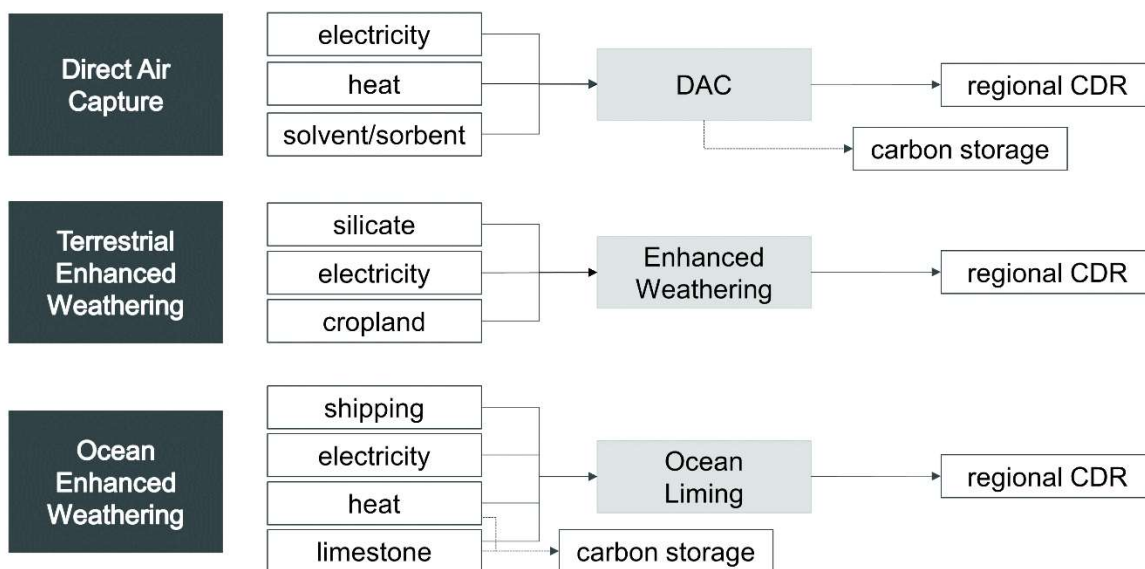 Direct Air
Capture
electricity
heat
solvent/sorbent
DAC
regional CDR
carbon storage
Terrestrial
Enhanced
Weathering
silicate
electricity
cropland
Enhanced
Weathering
regional CDR
Ocean
Enhanced
Weathering
shipping
electricity
heat
limestone
Ocean
Liming
regional CDR
carbon storage